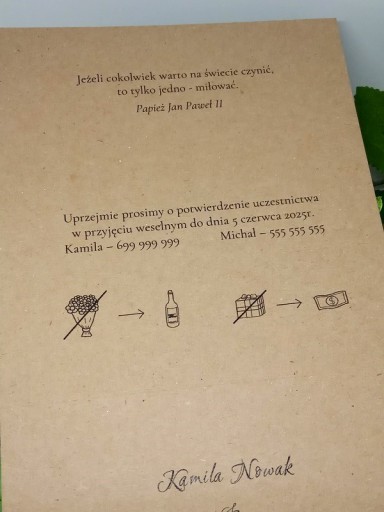 Jeżeli cokolwiek warto na świecie czynić,
to tylko jedno - miłować.
Papież Jan Paweł II
Uprzejmie prosimy o potwierdzenie uczestnictwa
w przyjęciu weselnym do dnia 5 czerwca 2025r.
Kamila – 699 999 999 Michał – 555 555 555
Kamila Nowak